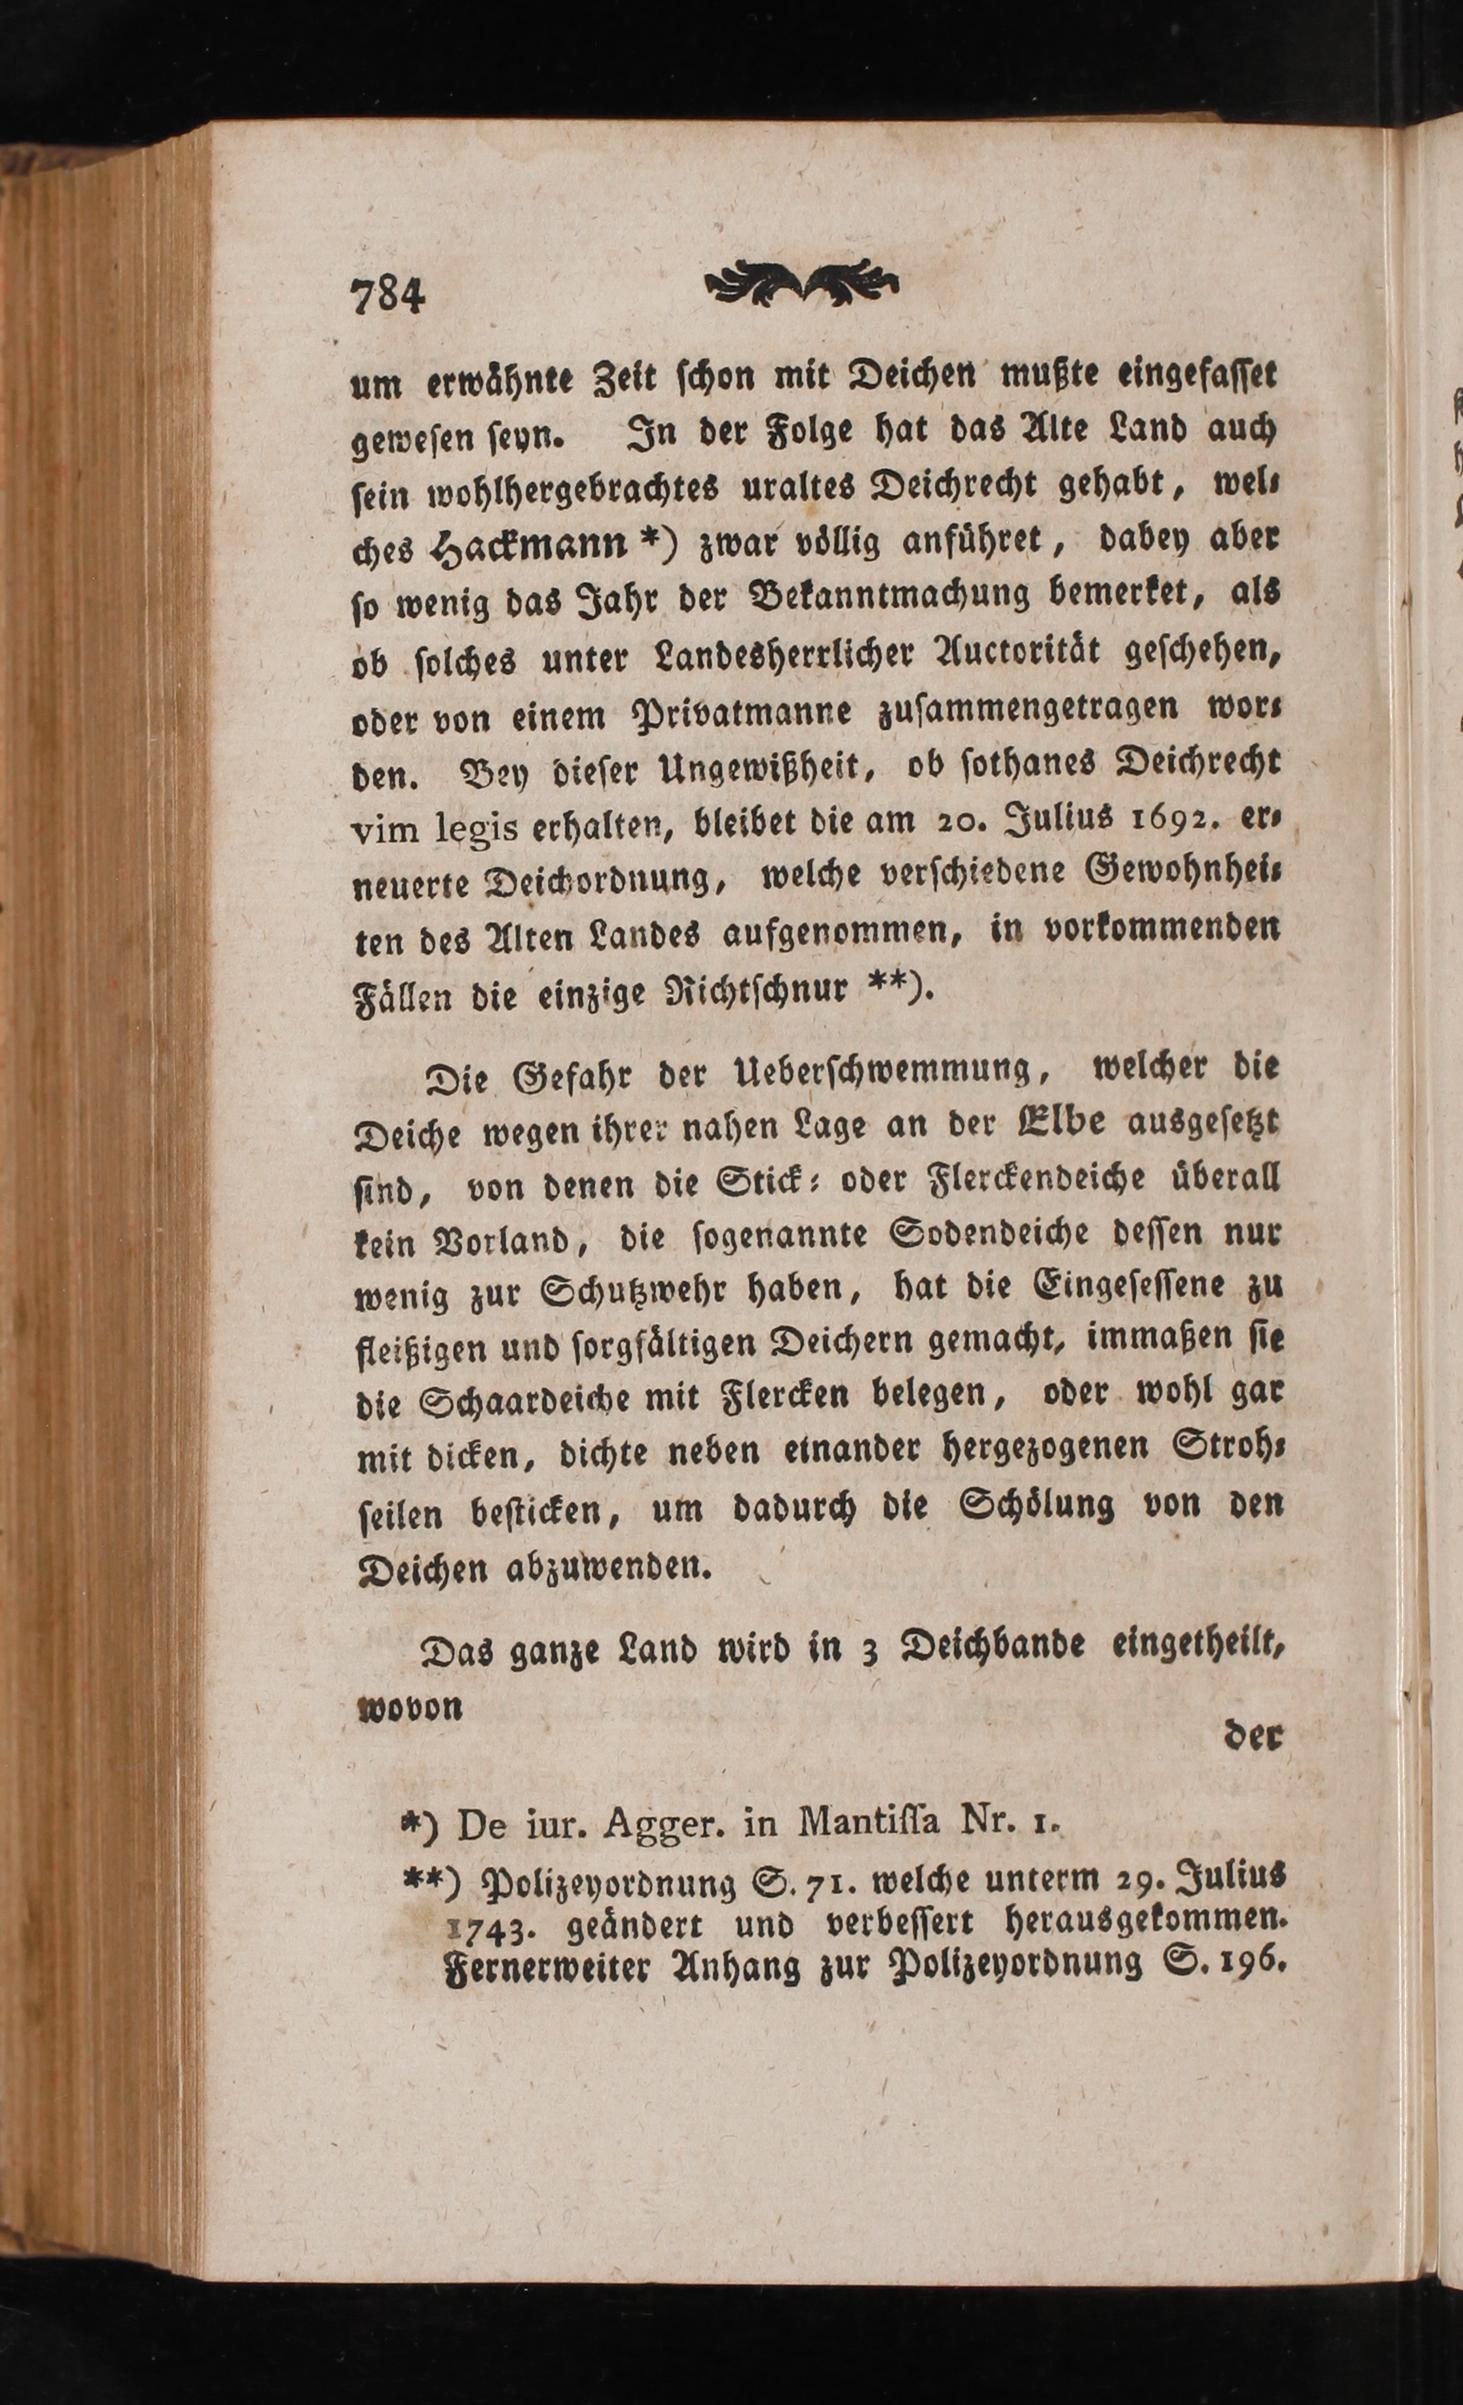 784
um erwähnte Zeit ſchon mit Deichen mußte eingefaſſet
geweſen ſeyn. In der Folge hat das Alte Land auch
ſein wohlhergebrachtes uraltes Deichrecht gehabt, wel⸗
ches Hackmann *) zwar völlig anführet, dabey aber
ſo wenig das Jahr der Bekanntmachung bemerket, als
ob ſolches unter Landesherrlicher Auctorität geſchehen,
oder von einem Privatmanne zuſammengetragen wor⸗
den. Bey dieſer Ungewißheit, ob ſothanes Deichrecht
vim legis erhalten, bleibet die am 20. Julius 1692. er⸗
neuerte Deichordnung, welche verſchiedene Gewohnhei⸗
ten des Alten Landes aufgenommen, in vorkommenden
Fällen die einzige Richtſchnur **).
Die Gefahr der Ueberſchwemmung, welcher die
Deiche wegen ihrer nahen Lage an der Elbe ausgeſetzt
ſind, von denen die Stick⸗ oder Flerckendeiche überall
kein Vorland, die ſogenannte Sodendeiche deſſen nur
wenig zur Schutzwehr haben, hat die Eingeſeſſene zu
fleißigen und ſorgfältigen Deichern gemacht, immaßen ſie
die Schaardeiche mit Flercken belegen, oder wohl gar
mit dicken, dichte neben einander hergezogenen Stroh⸗
ſeilen beſticken, um dadurch die Schölung von den
Deichen abzuwenden.
Das ganze Land wird in 3 Deichbande eingetheilt,
wovon
der
*) De iur. Agger. in Mantiſſa Nr. 1.
**) Polizeyordnung S. 71. welche unterm 29. Julius
1743. geändert und verbeſſert herausgekommen.
Fernerweiter Anhang zur Polizeyordnung S. 196.